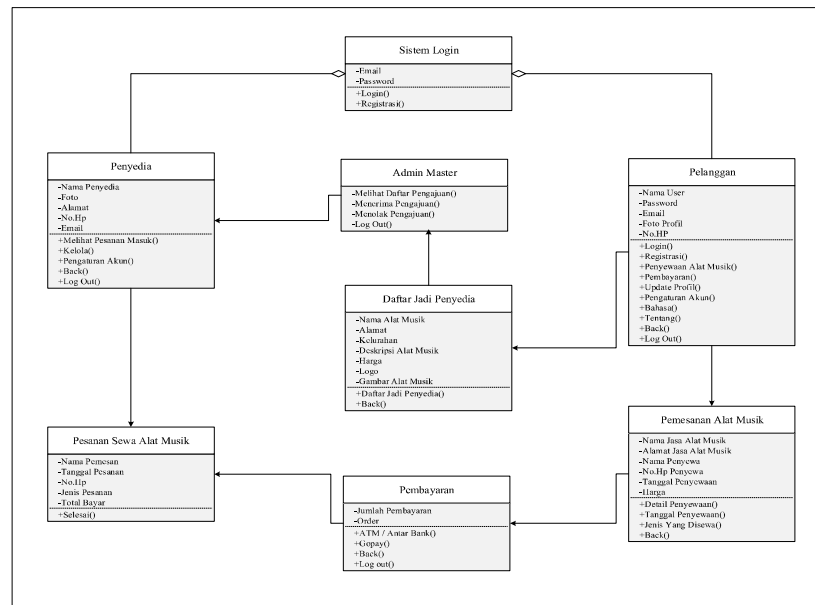 Sistem Login
-Email
-Password
+Login()
+Registrasi()
Penyedia
-Nama Penyedia
-Foto
-Alamat
-No.Hp
-Email
+Melihat Pesanan Masuk()
+Kelola()
+Pengaturan Akun()
+Back()
+Log Out()
Admin Master
-Melihat Daftar Pengajuan()
-Menerima Pengajuan()
-Menolak Pengajuan()
-Log Out()
Pelanggan
-Nama User
-Password
-Email
-Foto Profil
-No.HP
+Login()
+Registrasi()
+Penyewaan Alat Musik()
+Pembayaran()
+Update Profil()
+Pengaturan Akun()
+Bahasa()
+Tentang()
+Back()
+Log Out()
Daftar Jadi Penyedia
-Nama Alat Musik
-Alamat
-Kelurahan
-Deskripsi Alat Musik
-Harga
-Logo
-Gambar Alat Musik
+Daftar Jadi Penyedia()
+Back()
Pesanan Sewa Alat Musik
-Nama Pemesan
-Tanggal Pesanan
-No.Hp
-Jenis Pesanan
-Total Bayar
+Selesai()
Pembayaran
-Jumlah Pembayaran
-Order
+ATM / Antar Bank()
+Gopay()
+Back()
+Log out()
Pemesanan Alat Musik
-Nama Jasa Alat Musik
-Alamat Jasa Alat Musik
-Nama Penyewa
-No.Hp Penyewa
-Tanggal Penyewaan
-Harga
+Detail Penyewaan()
+Tanggal Penyewaan()
+Jenis Yang Disewa()
+Back()